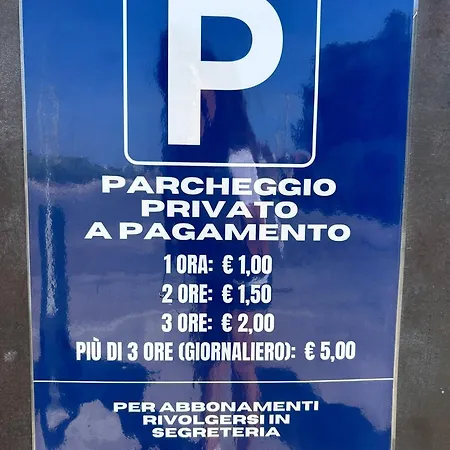 P
PARCHEGGIO
PRIVATO
A PAGAMENTO
1 ORA: € 1,00
2 ORE: € 1,50
3 ORE: € 2,00
PIÙ DI 3 ORE (GIORNALIERO): € 5,00
PER ABBONAMENTI
RIVOLGERSI IN
SEGRETERIA